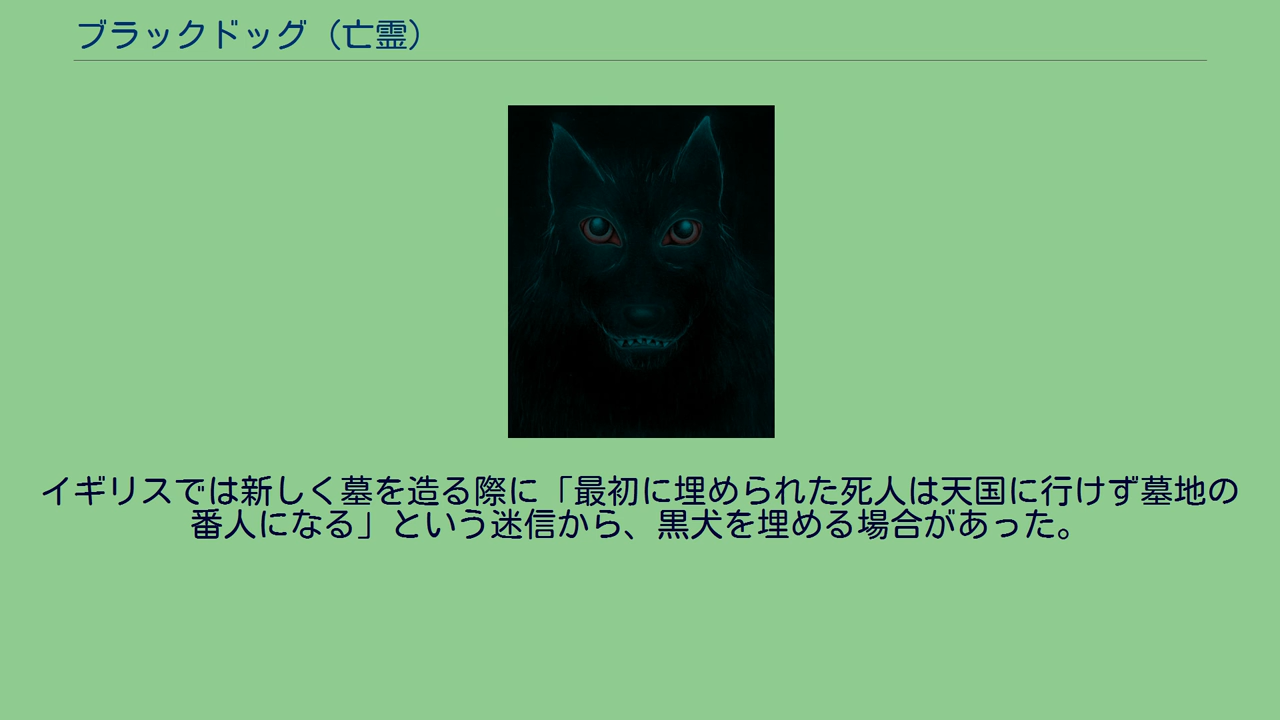 ブラックドッグ（亡霊）
イギリスでは新しく墓を造る際に「最初に埋められた死人は天国に行けず墓地の
番人になる」という迷信から、黒犬を埋める場合があった。